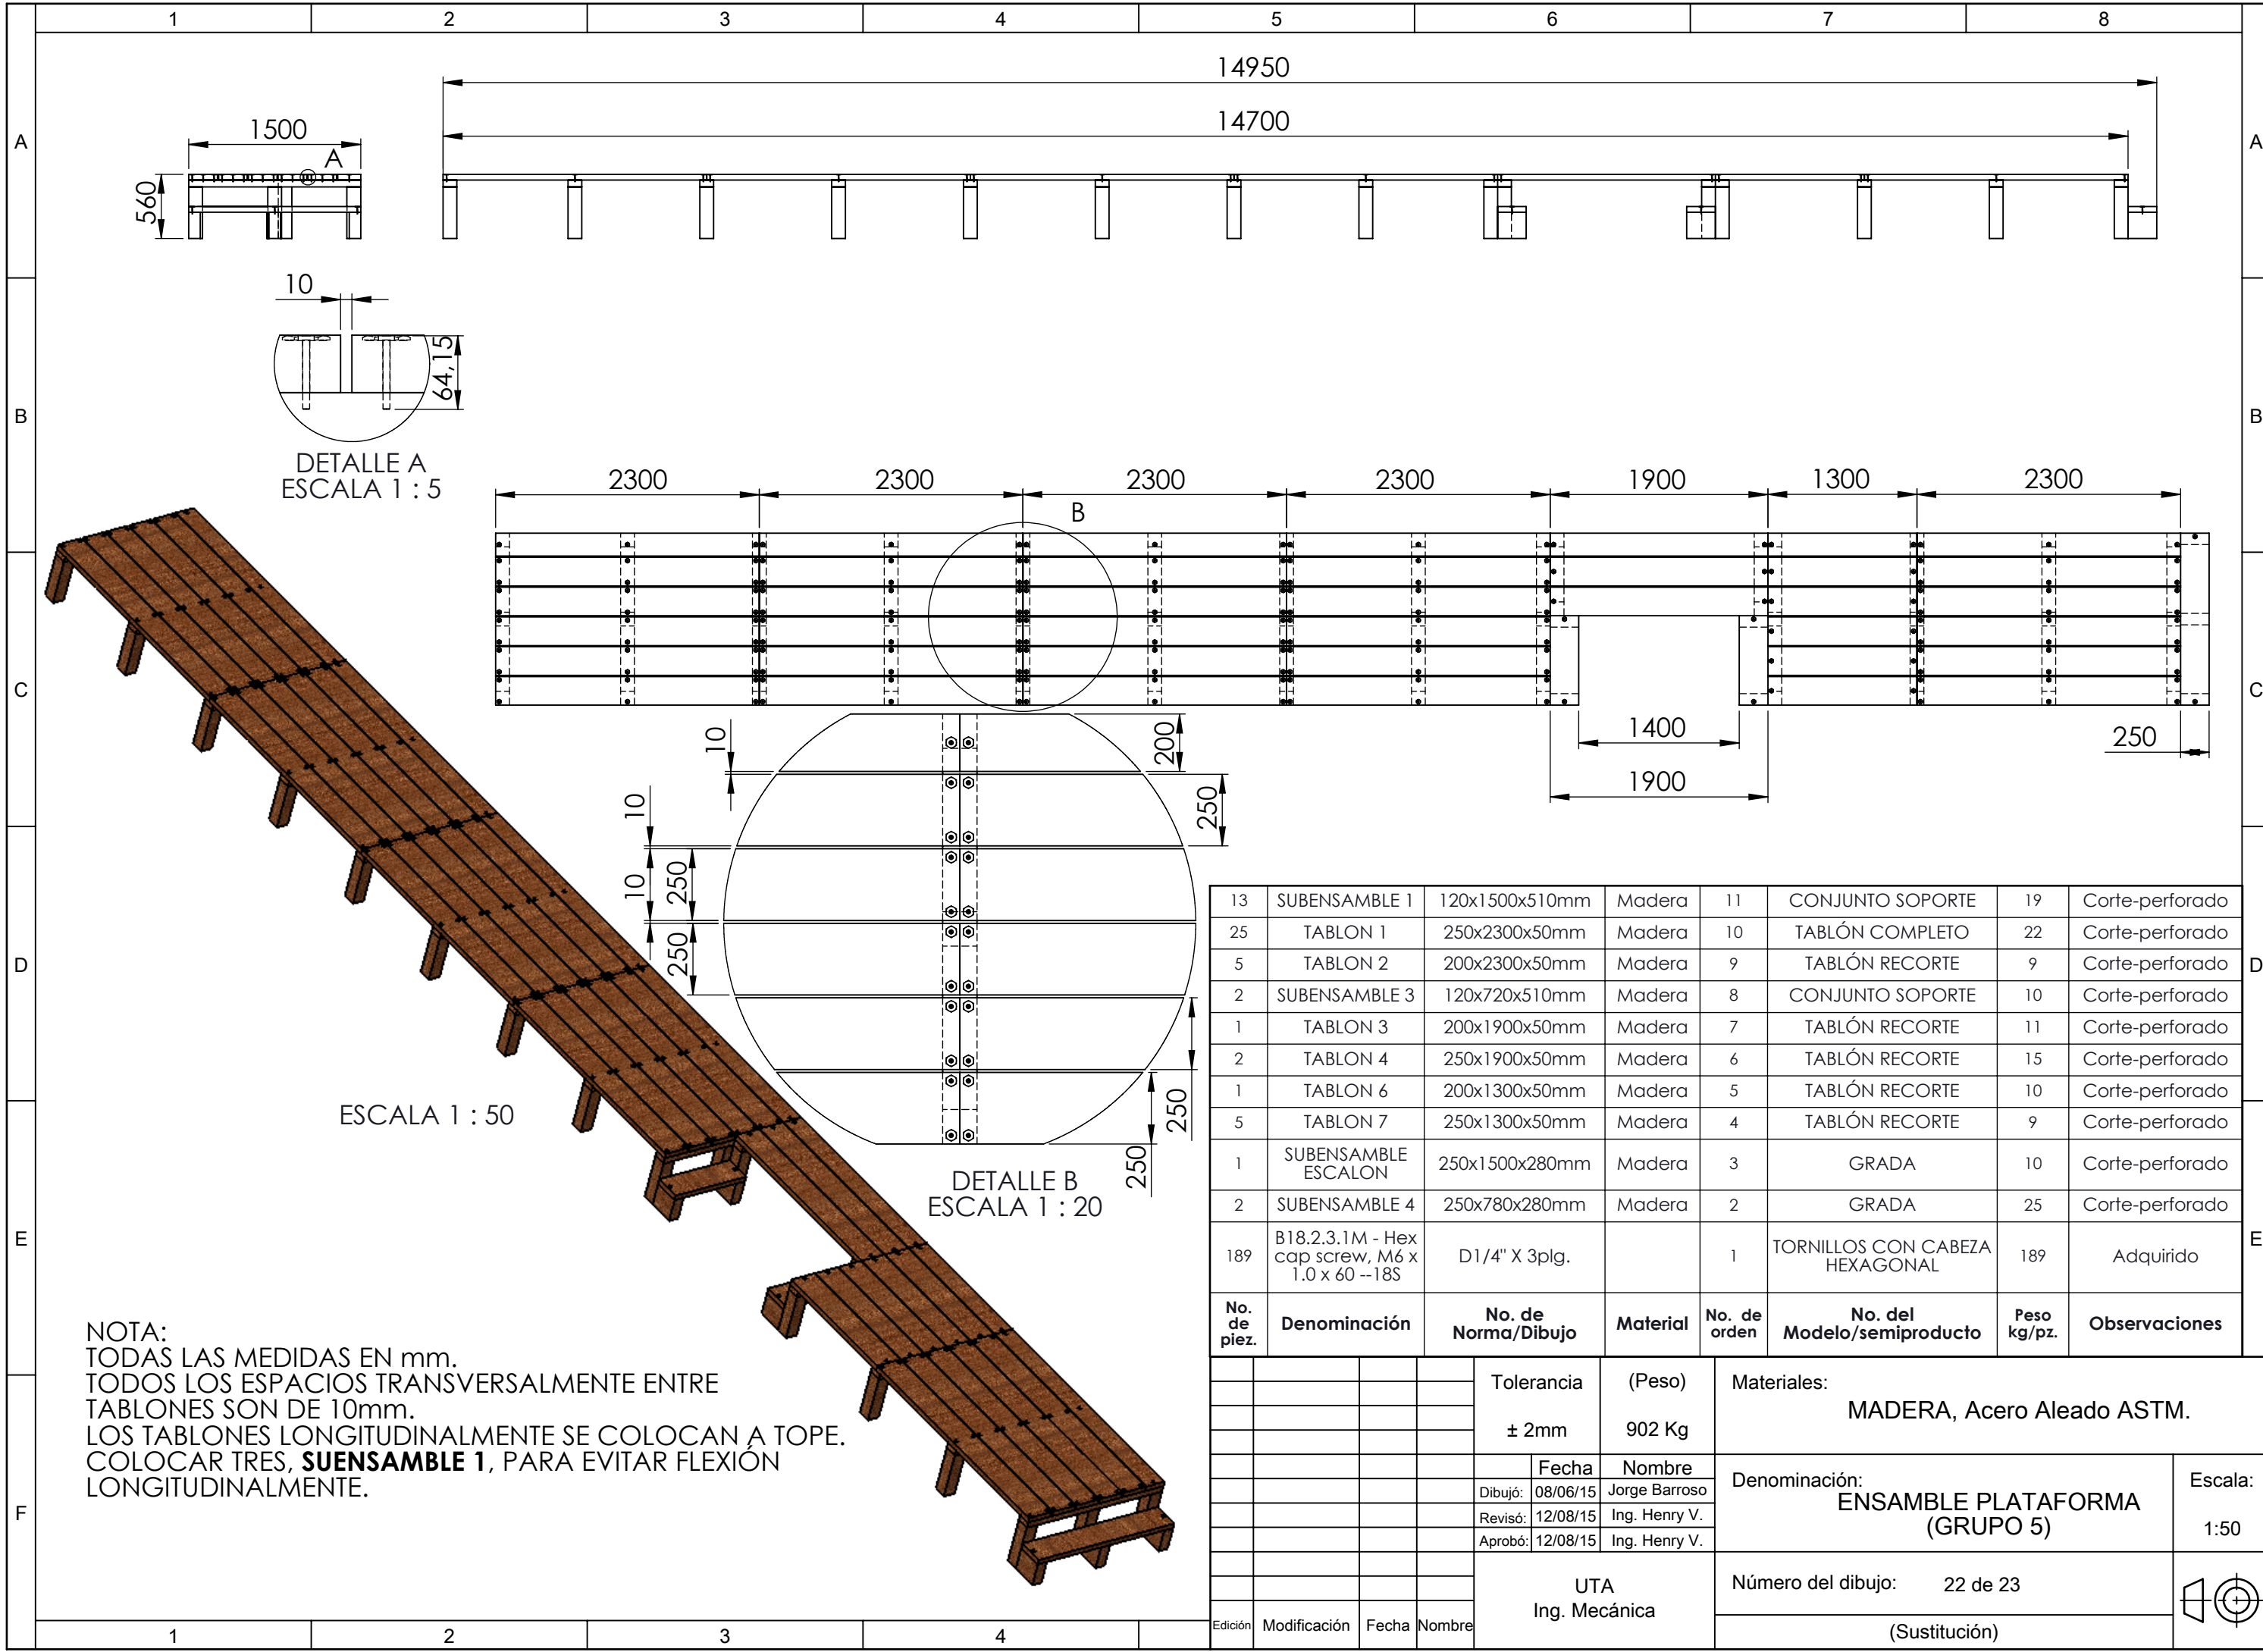 1 2 3 4 5 6 7 8
14950
14700
1500
A
560
A A
10
64,15
DETALLE A
ESCALA 1 : 5
B B
2300 2300 2300 2300 1900 1300 2300
B
C C
1400
1900
250
10
200
10
250
10
250
250
250
250
DETALLE B
ESCALA 1 : 20
ESCALA 1 : 50
D D
E E
F
13 SUBENSAMBLE 1 120x1500x510mm Madera 11 CONJUNTO SOPORTE 19 Corte-perforado
25 TABLON 1 250x2300x50mm Madera 10 TABLÓN COMPLETO 22 Corte-perforado
5 TABLON 2 200x2300x50mm Madera 9 TABLÓN RECORTE 9 Corte-perforado
2 SUBENSAMBLE 3 120x720x510mm Madera 8 CONJUNTO SOPORTE 10 Corte-perforado
1 TABLON 3 200x1900x50mm Madera 7 TABLÓN RECORTE 11 Corte-perforado
2 TABLON 4 250x1900x50mm Madera 6 TABLÓN RECORTE 15 Corte-perforado
1 TABLON 6 200x1300x50mm Madera 5 TABLÓN RECORTE 10 Corte-perforado
5 TABLON 7 250x1300x50mm Madera 4 TABLÓN RECORTE 9 Corte-perforado
1 SUBENSAMBLE ESCALON 250x1500x280mm Madera 3 GRADA 10 Corte-perforado
2 SUBENSAMBLE 4 250x780x280mm Madera 2 GRADA 25 Corte-perforado
189 B18.2.3.1M - Hex cap screw, M6 x 1.0 x 60 --18S D1/4" X 3plg. 1 TORNILLOS CON CABEZA HEXAGONAL 189 Adquirido
No. de piez. Denominación No. de Norma/Dibujo Material No. de orden No. del Modelo/semiproducto Peso kg/pz. Observaciones
NOTA:
TODAS LAS MEDIDAS EN mm.
TODOS LOS ESPACIOS TRANSVERSALMENTE ENTRE
TABLONES SON DE 10mm.
LOS TABLONES LONGITUDINALMENTE SE COLOCAN A TOPE.
COLOCAR TRES, SUENSAMBLE 1, PARA EVITAR FLEXIÓN
LONGITUDINALMENTE.
Tolerancia
± 2mm
(Peso)
902 Kg
Materiales:
MADERA, Acero Aleado ASTM.
Fecha Nombre
Dibujó: 08/06/15 Jorge Barroso
Revisó: 12/08/15 Ing. Henry V.
Aprobó: 12/08/15 Ing. Henry V.
Denominación:
ENSAMBLE PLATAFORMA
(GRUPO 5)
Escala:
1:50
UTA
Ing. Mecánica
Número del dibujo: 22 de 23
(Sustitución)
Edición Modificación Fecha Nombre
1 2 3 4